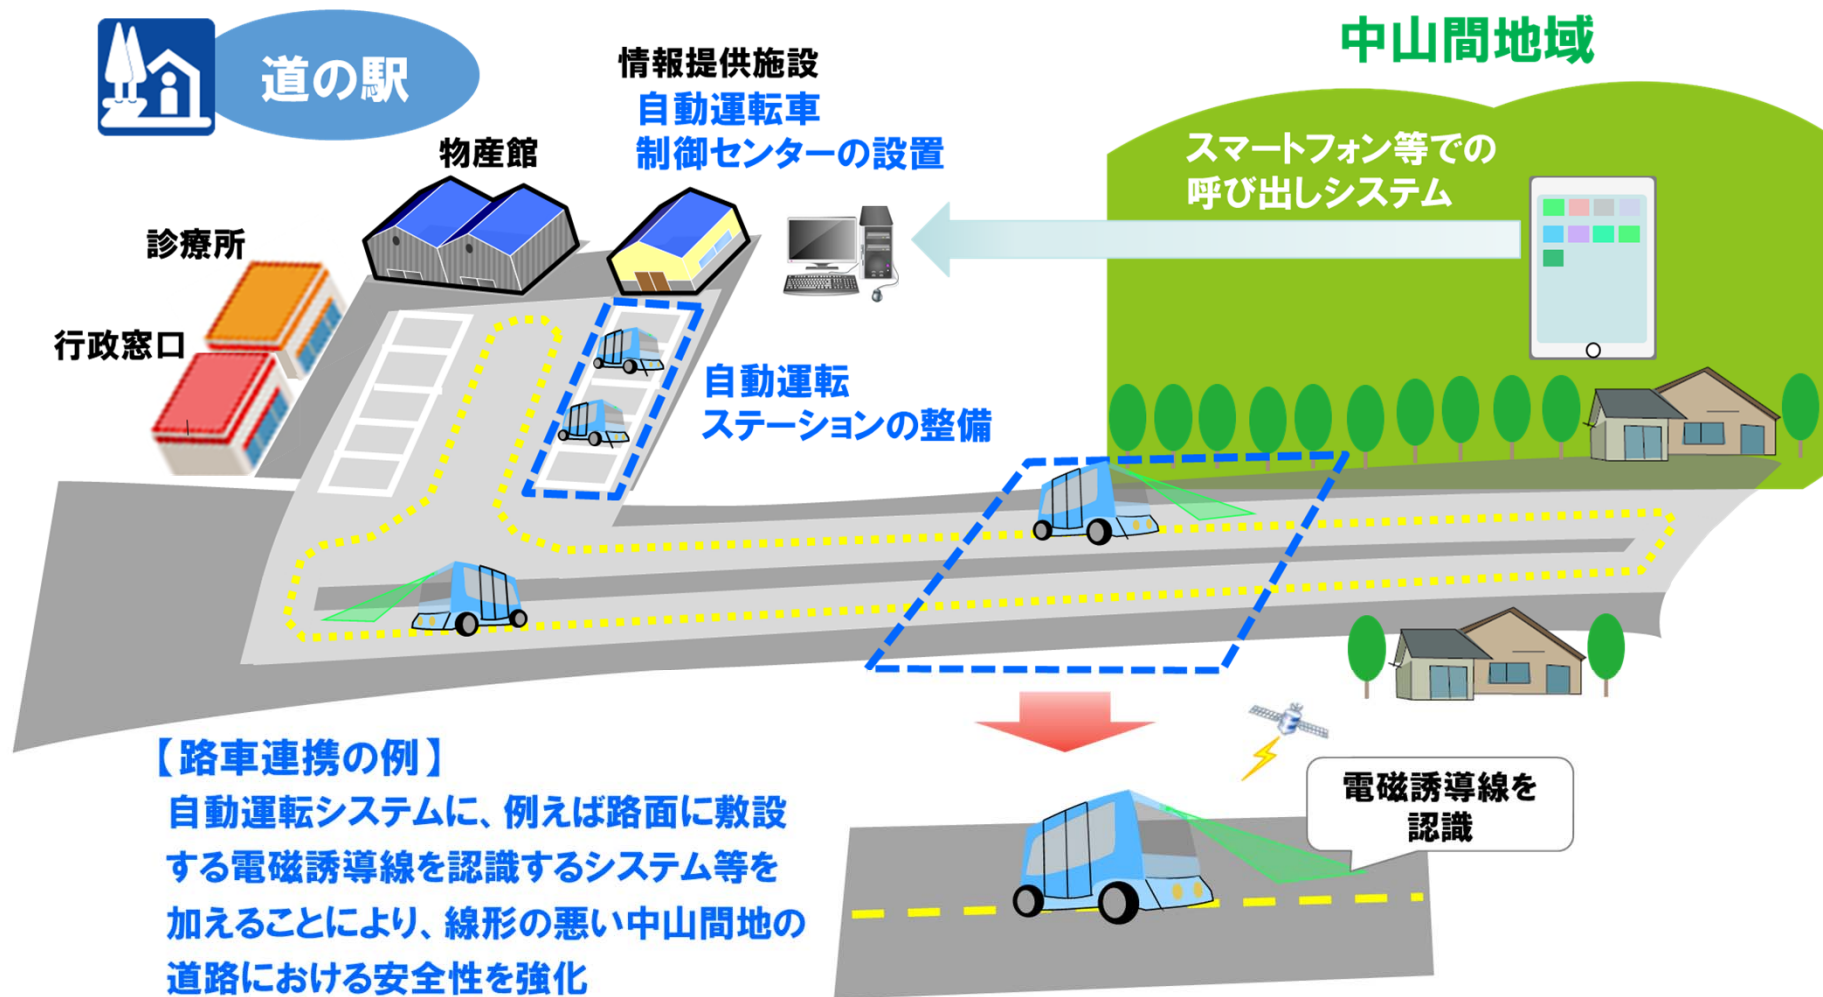 道の駅
情報提供施設
自動運転車
制御センターの設置
物産館
診療所
行政窓口
自動運転
ステーションの整備
中山間地域
スマートフォン等での
呼び出しシステム
【路車連携の例】
自動運転システムに、例えば路面に敷設
する電磁誘導線を認識するシステム等を
加えることにより、線形の悪い中山間地の
道路における安全性を強化
電磁誘導線を
認識